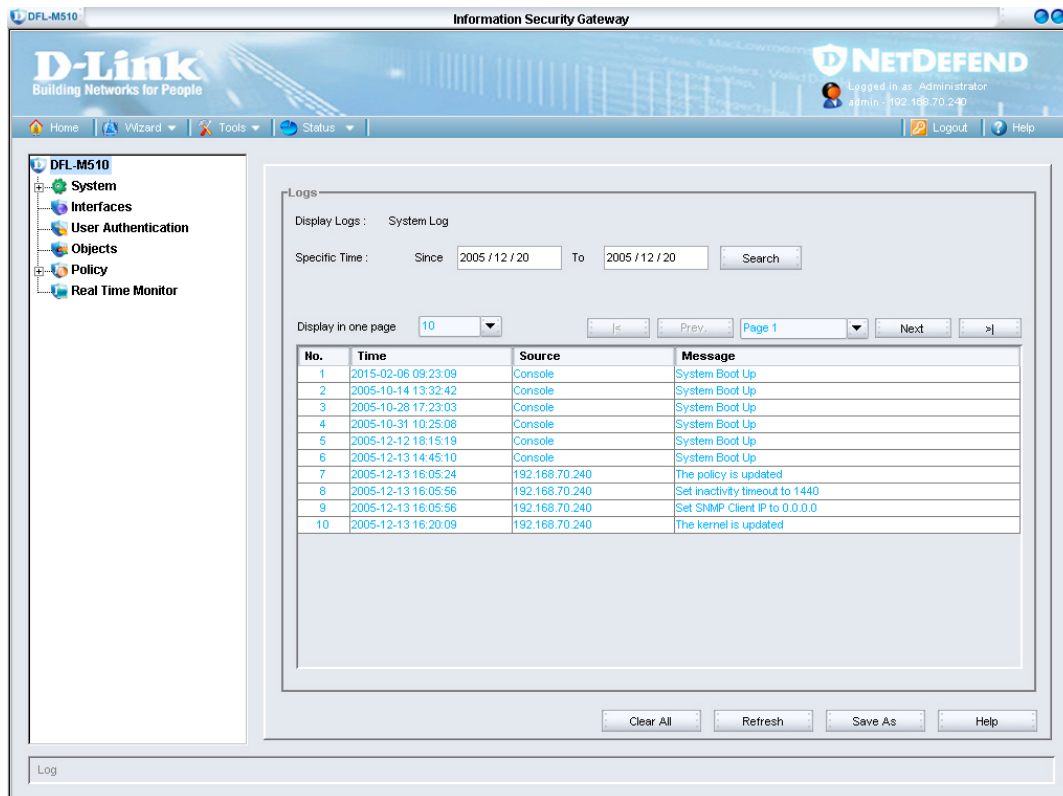 DFL-M510
Information Security Gateway
D-Link
Building Networks for People
NETDEFEND
Logged in as Administrator
admin - 192.168.70.240
Home Wizard Tools Status Logout Help
DFL-M510
System
Interfaces
User Authentication
Objects
Policy
Real Time Monitor
Logs
Display Logs : System Log
Specific Time : Since 2005 / 12 / 20 To 2005 / 12 / 20 Search
Display in one page 10 |< Prev. Page 1 Next >|
No. Time Source Message
1 2015-02-06 09:23:09 Console System Boot Up
2 2005-10-14 13:32:42 Console System Boot Up
3 2005-10-28 17:23:03 Console System Boot Up
4 2005-10-31 10:25:08 Console System Boot Up
5 2005-12-12 18:15:19 Console System Boot Up
6 2005-12-13 14:45:10 Console System Boot Up
7 2005-12-13 16:05:24 192.168.70.240 The policy is updated
8 2005-12-13 16:05:56 192.168.70.240 Set inactivity timeout to 1440
9 2005-12-13 16:05:56 192.168.70.240 Set SNMP Client IP to 0.0.0.0
10 2005-12-13 16:20:09 192.168.70.240 The kernel is updated
Clear All Refresh Save As Help
Log